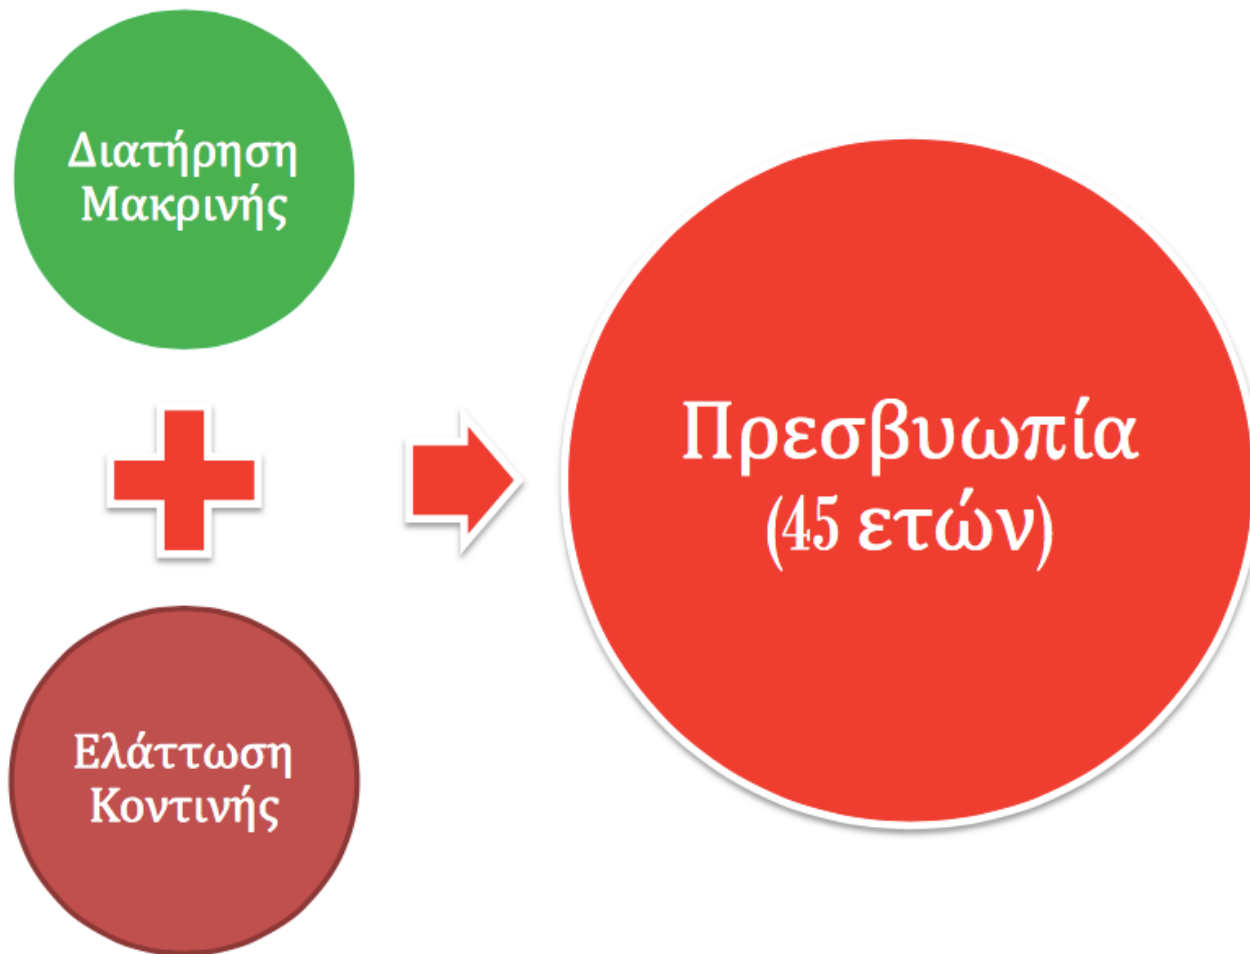 Διατήρηση
Μακρινής
Ελάττωση
Κοντινής
Πρεσβυωπία
(45 ετών)